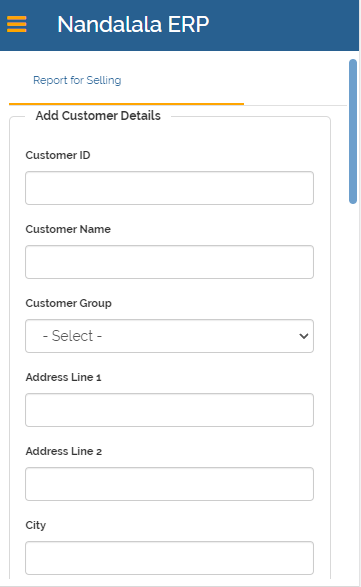 Nandalala ERP
Report for Selling
Add Customer Details
Customer ID
Customer Name
Customer Group
- Select -
Address Line 1
Address Line 2
City